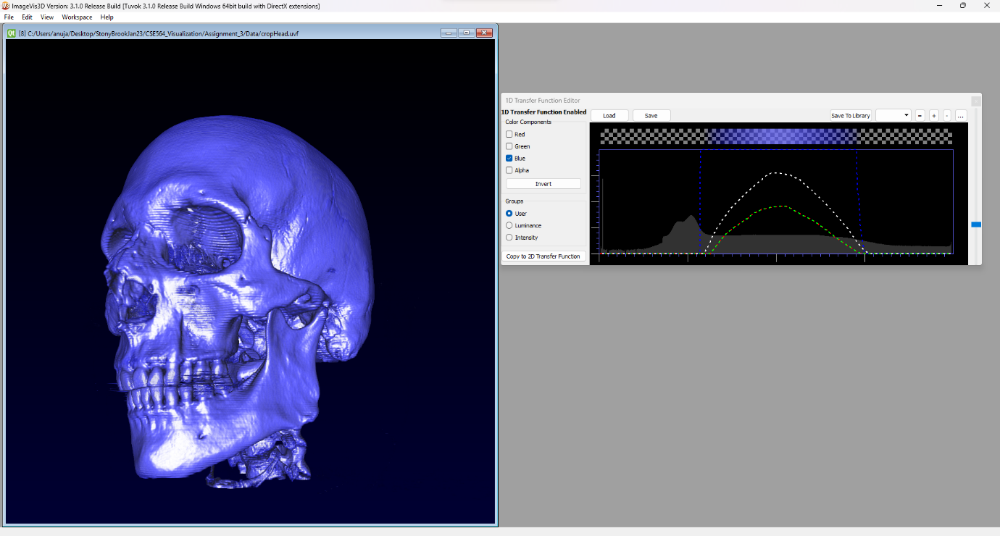 ImageVis3D Version: 3.1.0 Release Build [Tuvok 3.1.0 Release Build Windows 64bit build with DirectX extensions]
File Edit View Workspace Help
[8] C:/Users/anuja/Desktop/StonyBrookJan23/CSE564_Visualization/Assignment_3/Data/cropHead.uvf
1D Transfer Function Editor
1D Transfer Function Enabled
Load Save Save To Library = + - ...
Color Components
Red
Green
Blue
Alpha
Invert
Groups
User
Luminance
Intensity
Copy to 2D Transfer Function